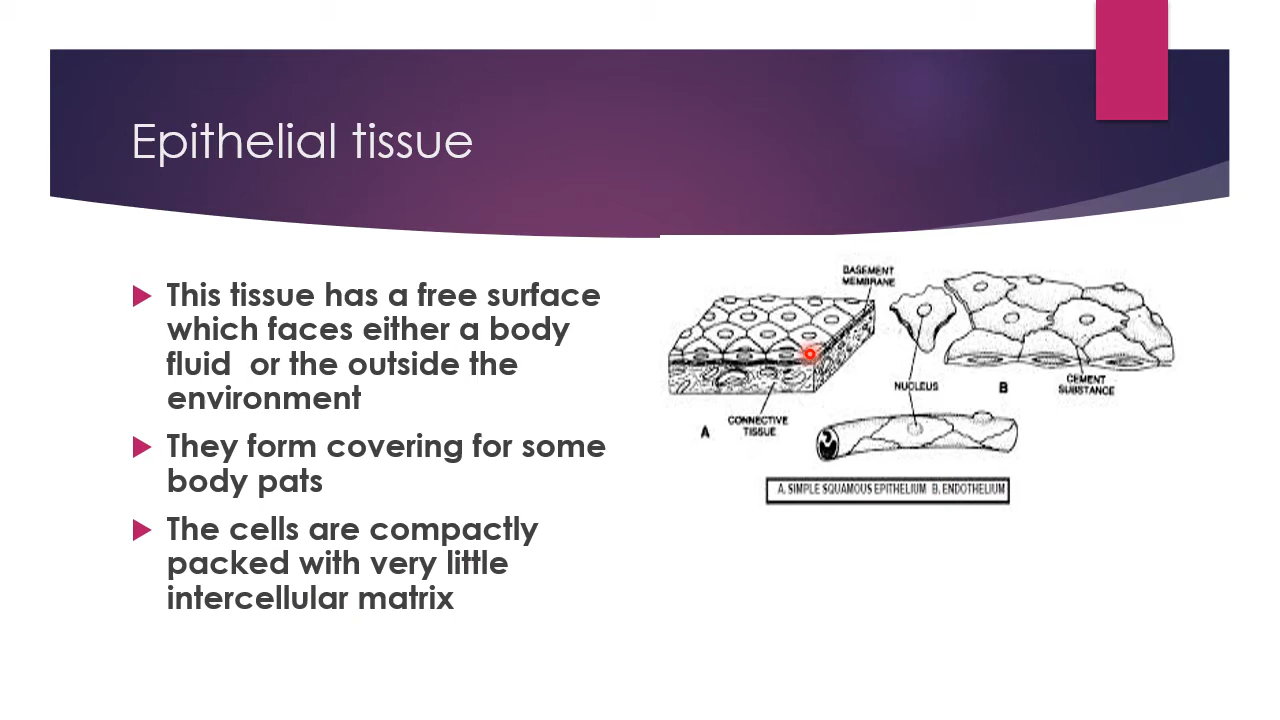 Epithelial tissue
This tissue has a free surface
which faces either a body
fluid  or the outside the
environment
They form covering for some
body pats
The cells are compactly
packed with very little
intercellular matrix
BASEMENT
MEMBRANE
NUCLEUS
B
CEMENT
SUBSTANCE
CONNECTIVE
TISSUE
A
A. SIMPLE SQUAMOUS EPITHELIUM B. ENDOTHELIUM